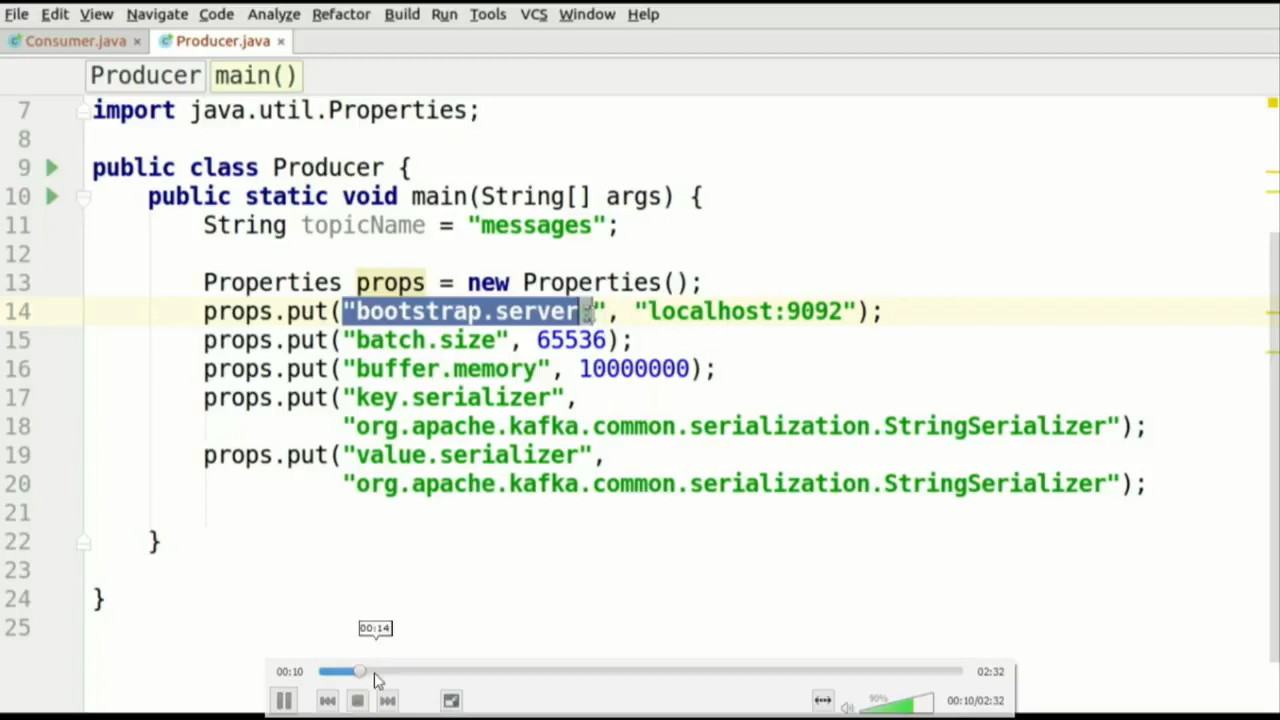 File Edit View Navigate Code Analyze Refactor Build Run Tools VCS Window Help
Consumer.java × Producer.java ×
Producer main()
7 import java.util.Properties;
8
9 public class Producer {
10 public static void main(String[] args) {
11 String topicName = "messages";
12
13 Properties props = new Properties();
14 props.put("bootstrap.servers", "localhost:9092");
15 props.put("batch.size", 65536);
16 props.put("buffer.memory", 10000000);
17 props.put("key.serializer",
18 "org.apache.kafka.common.serialization.StringSerializer");
19 props.put("value.serializer",
20 "org.apache.kafka.common.serialization.StringSerializer");
21
22 }
23
24 }
25
00:14
00:10 02:32
90% 00:10/02:32